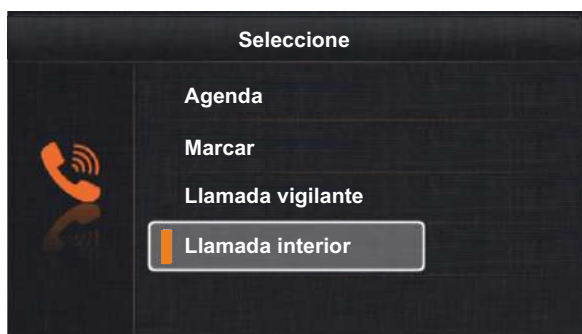 Seleccione
Agenda
Marcar
Llamada vigilante
Llamada interior